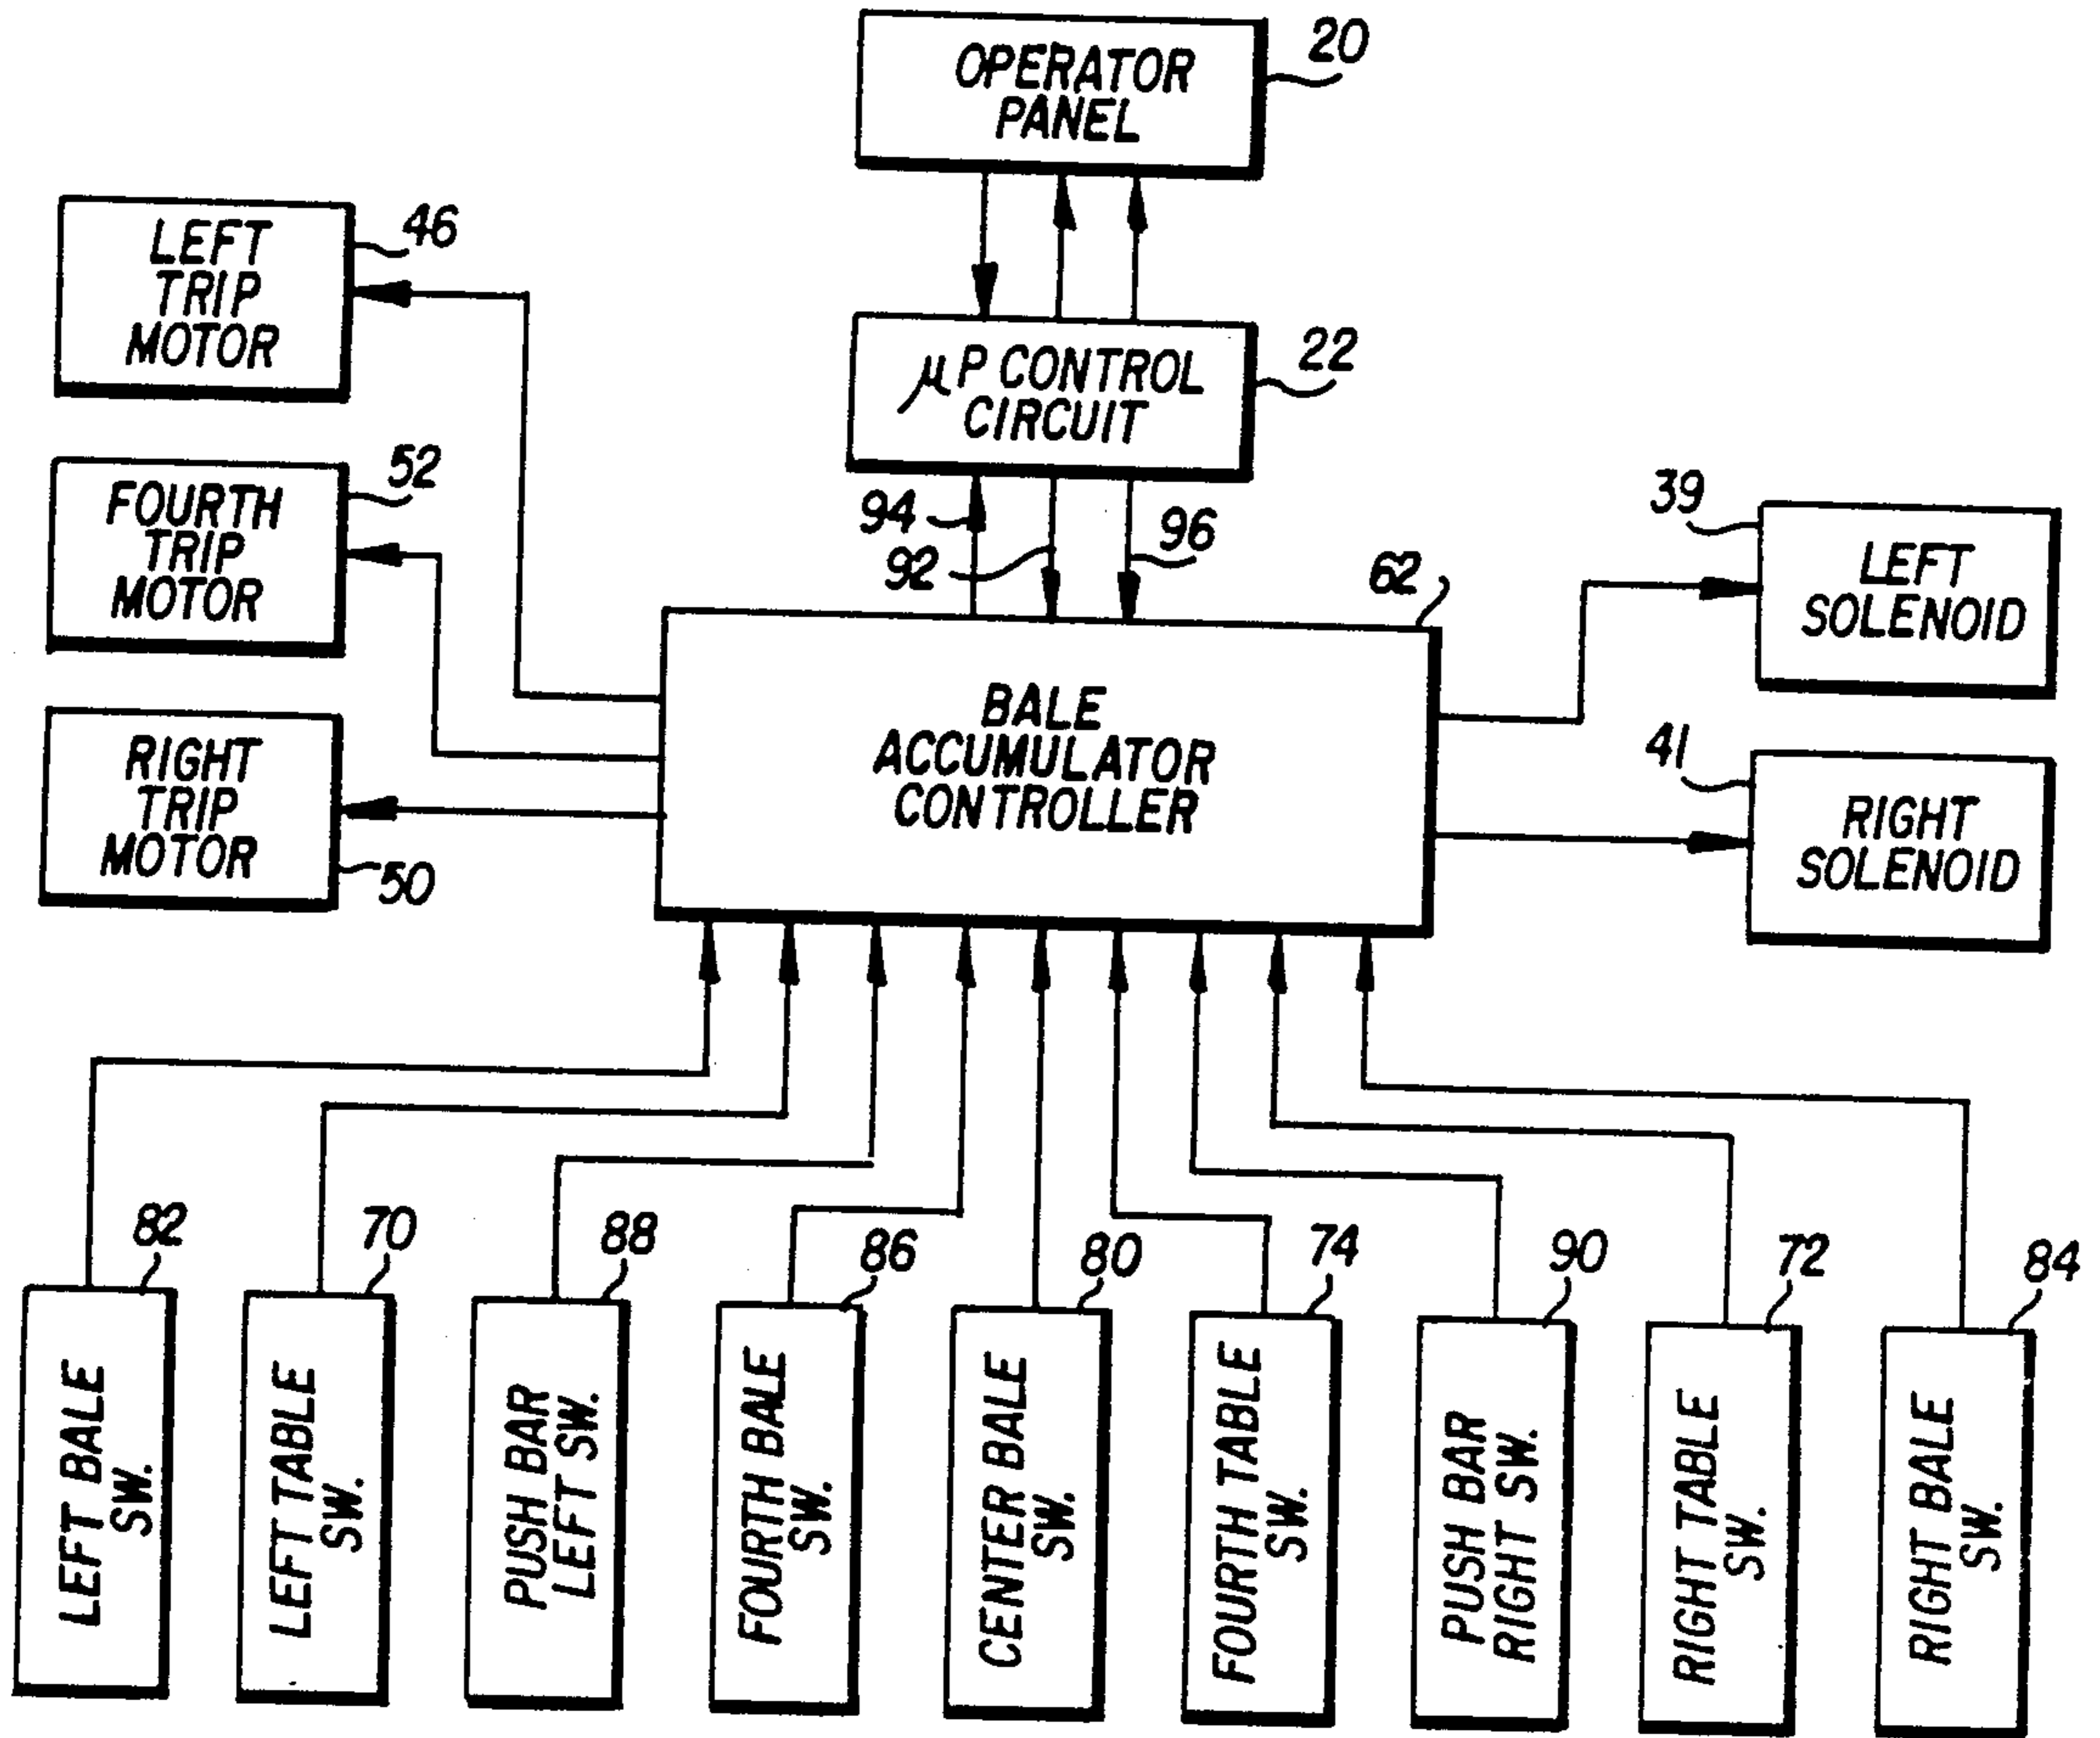 OPERATOR
PANEL
20
LEFT
TRIP
MOTOR
46
μP CONTROL
CIRCUIT
22
FOURTH
TRIP
MOTOR
52
94
92
96
39
LEFT
SOLENOID
62
RIGHT
TRIP
MOTOR
50
BALE
ACCUMULATOR
CONTROLLER
41
RIGHT
SOLENOID
82
LEFT BALE
SW.
70
LEFT TABLE
SW.
88
PUSH BAR
LEFT SW.
86
FOURTH BALE
SW.
80
CENTER BALE
SW.
74
FOURTH TABLE
SW.
90
PUSH BAR
RIGHT SW.
72
RIGHT TABLE
SW.
84
RIGHT BALE
SW.